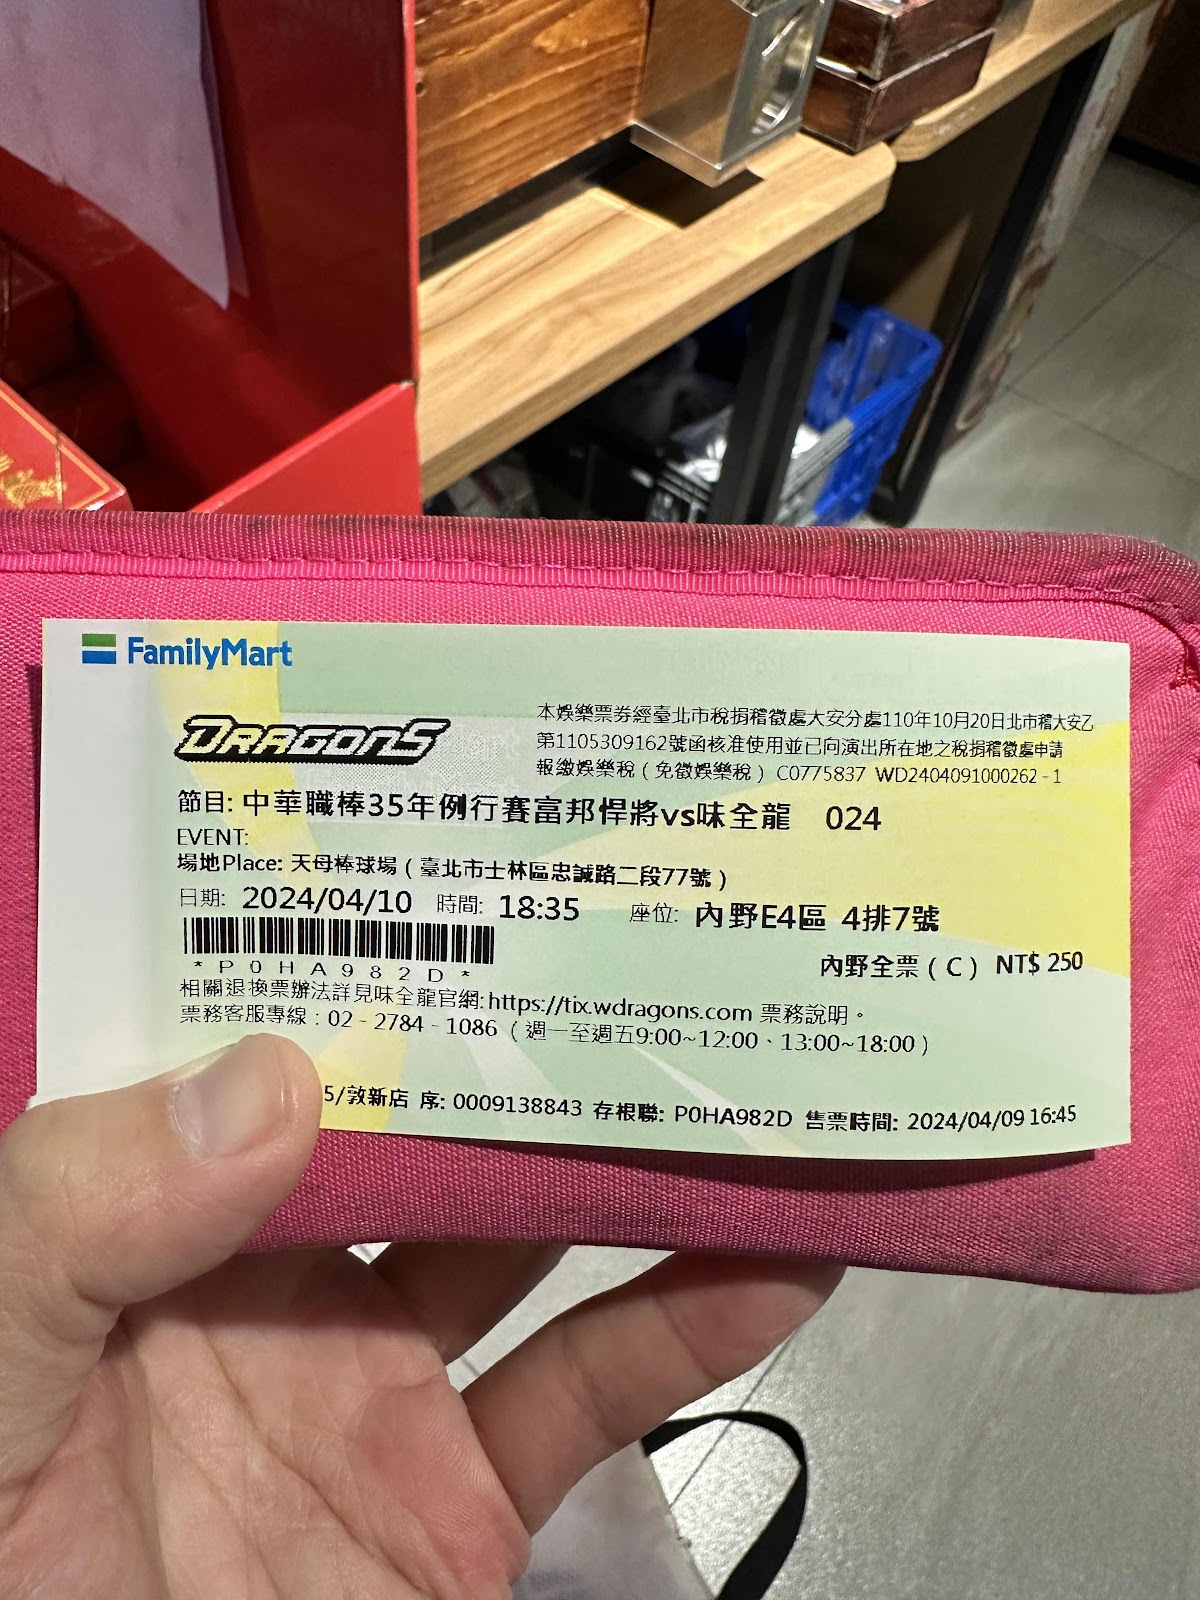 FamilyMart
DRAGONS
本娛樂票券經臺北市稅捐稽徵處大安分處110年10月20日北市稽大安乙
第1105309162號函核准使用並已向演出所在地之稅捐稽徵處申請
報繳娛樂稅(免徵娛樂稅) C0775837 WD2404091000262-1
節目: 中華職棒35年例行賽富邦悍將vs味全龍 024
EVENT:
場地Place: 天母棒球場(臺北市士林區忠誠路二段77號)
日期: 2024/04/10 時間: 18:35 座位: 內野E4區 4排7號
*P0HA982D*
內野全票(C) NT$ 250
相關退換票辦法詳見味全龍官網:https://tix.wdragons.com 票務說明。
票務客服專線:02-2784-1086(週一至週五9:00~12:00、13:00~18:00)
5/敦新店 序: 0009138843 存根聯: P0HA982D 售票時間: 2024/04/09 16:45